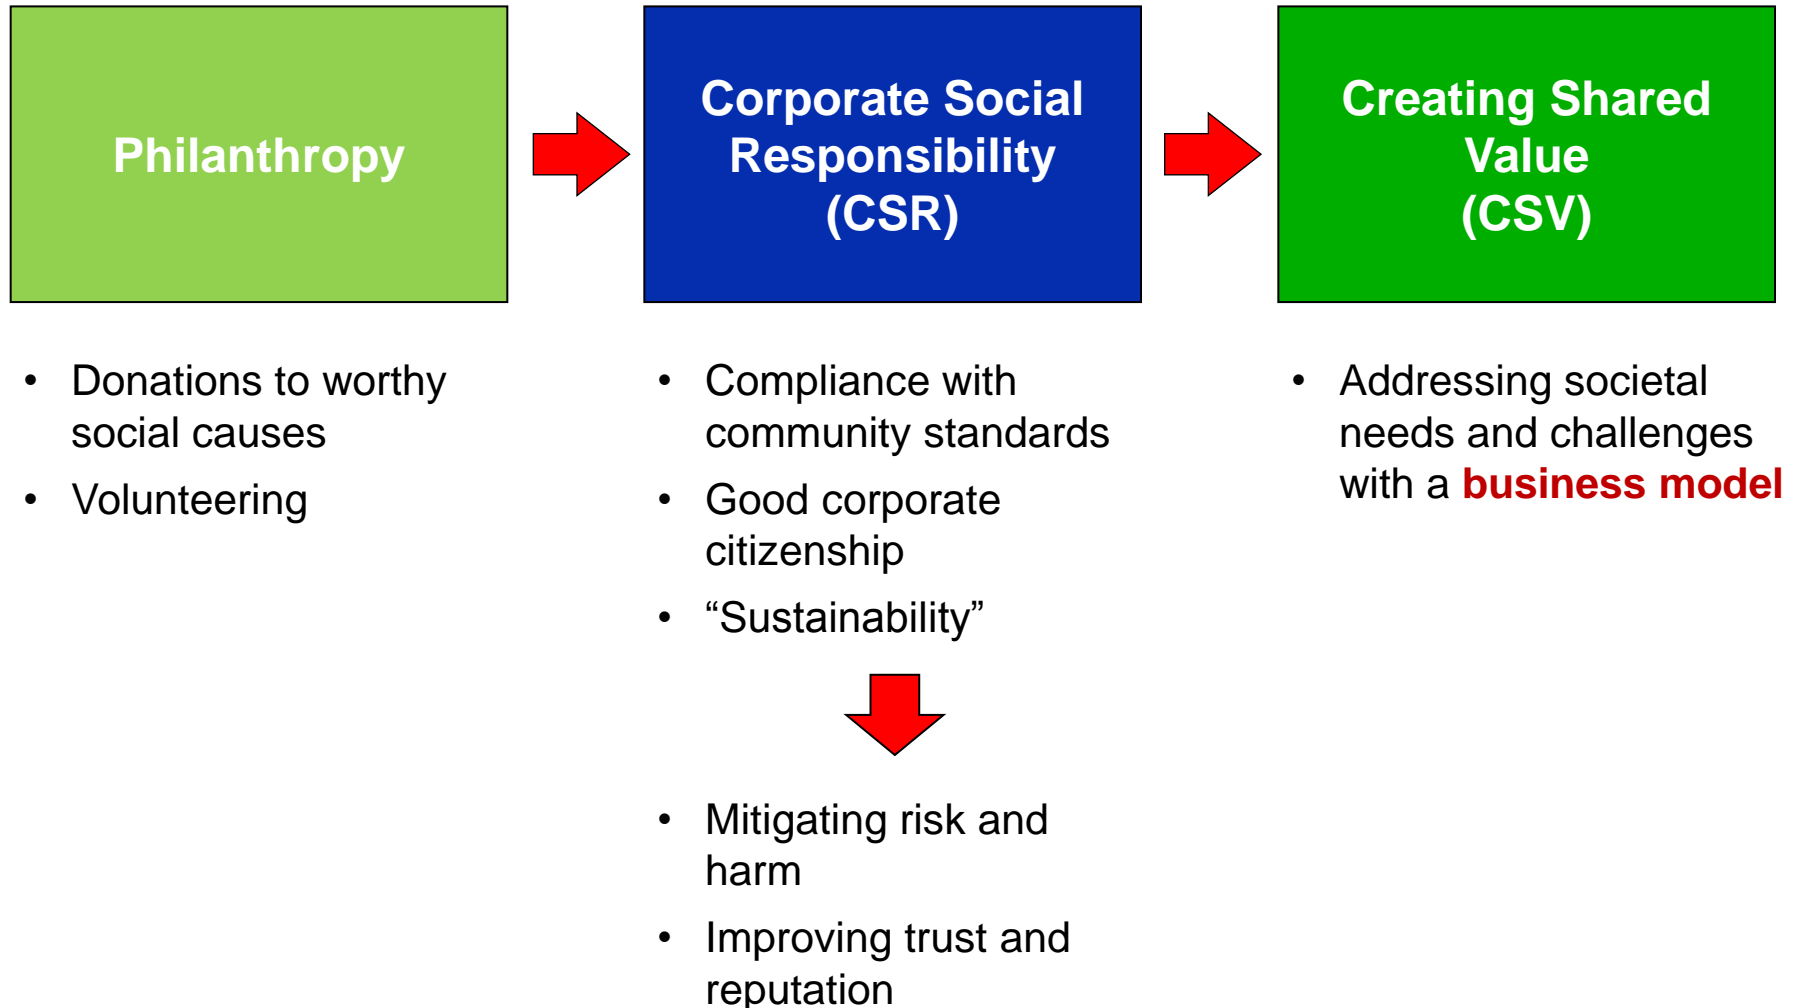 Philanthropy
Corporate Social
Responsibility
(CSR)
Creating Shared
Value
(CSV)
• Donations to worthy
social causes
• Volunteering
• Compliance with
community standards
• Good corporate
citizenship
• “Sustainability”
• Mitigating risk and
harm
• Improving trust and
reputation
• Addressing societal
needs and challenges
with a business model